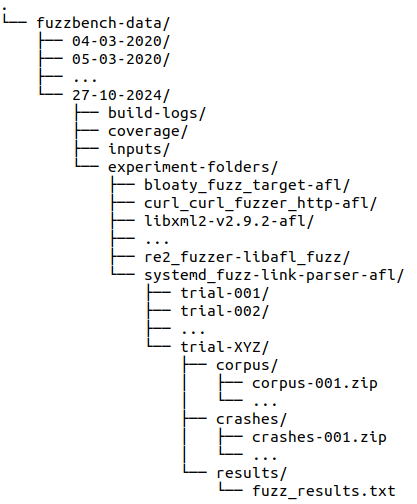 .
└── fuzzbench-data/
    ├── 04-03-2020/
    ├── 05-03-2020/
    ├── ...
    └── 27-10-2024/
        ├── build-logs/
        ├── coverage/
        ├── inputs/
        └── experiment-folders/
            ├── bloaty_fuzz_target-afl/
            ├── curl_curl_fuzzer_http-afl/
            ├── libxml2-v2.9.2-afl/
            ├── ...
            ├── re2_fuzzer-libafl_fuzz/
            └── systemd_fuzz-link-parser-afl/
                ├── trial-001/
                ├── trial-002/
                ├── ...
                └── trial-XYZ/
                    ├── corpus/
                    │   ├── corpus-001.zip
                    │   └── ...
                    ├── crashes/
                    │   ├── crashes-001.zip
                    │   └── ...
                    └── results/
                        └── fuzz_results.txt